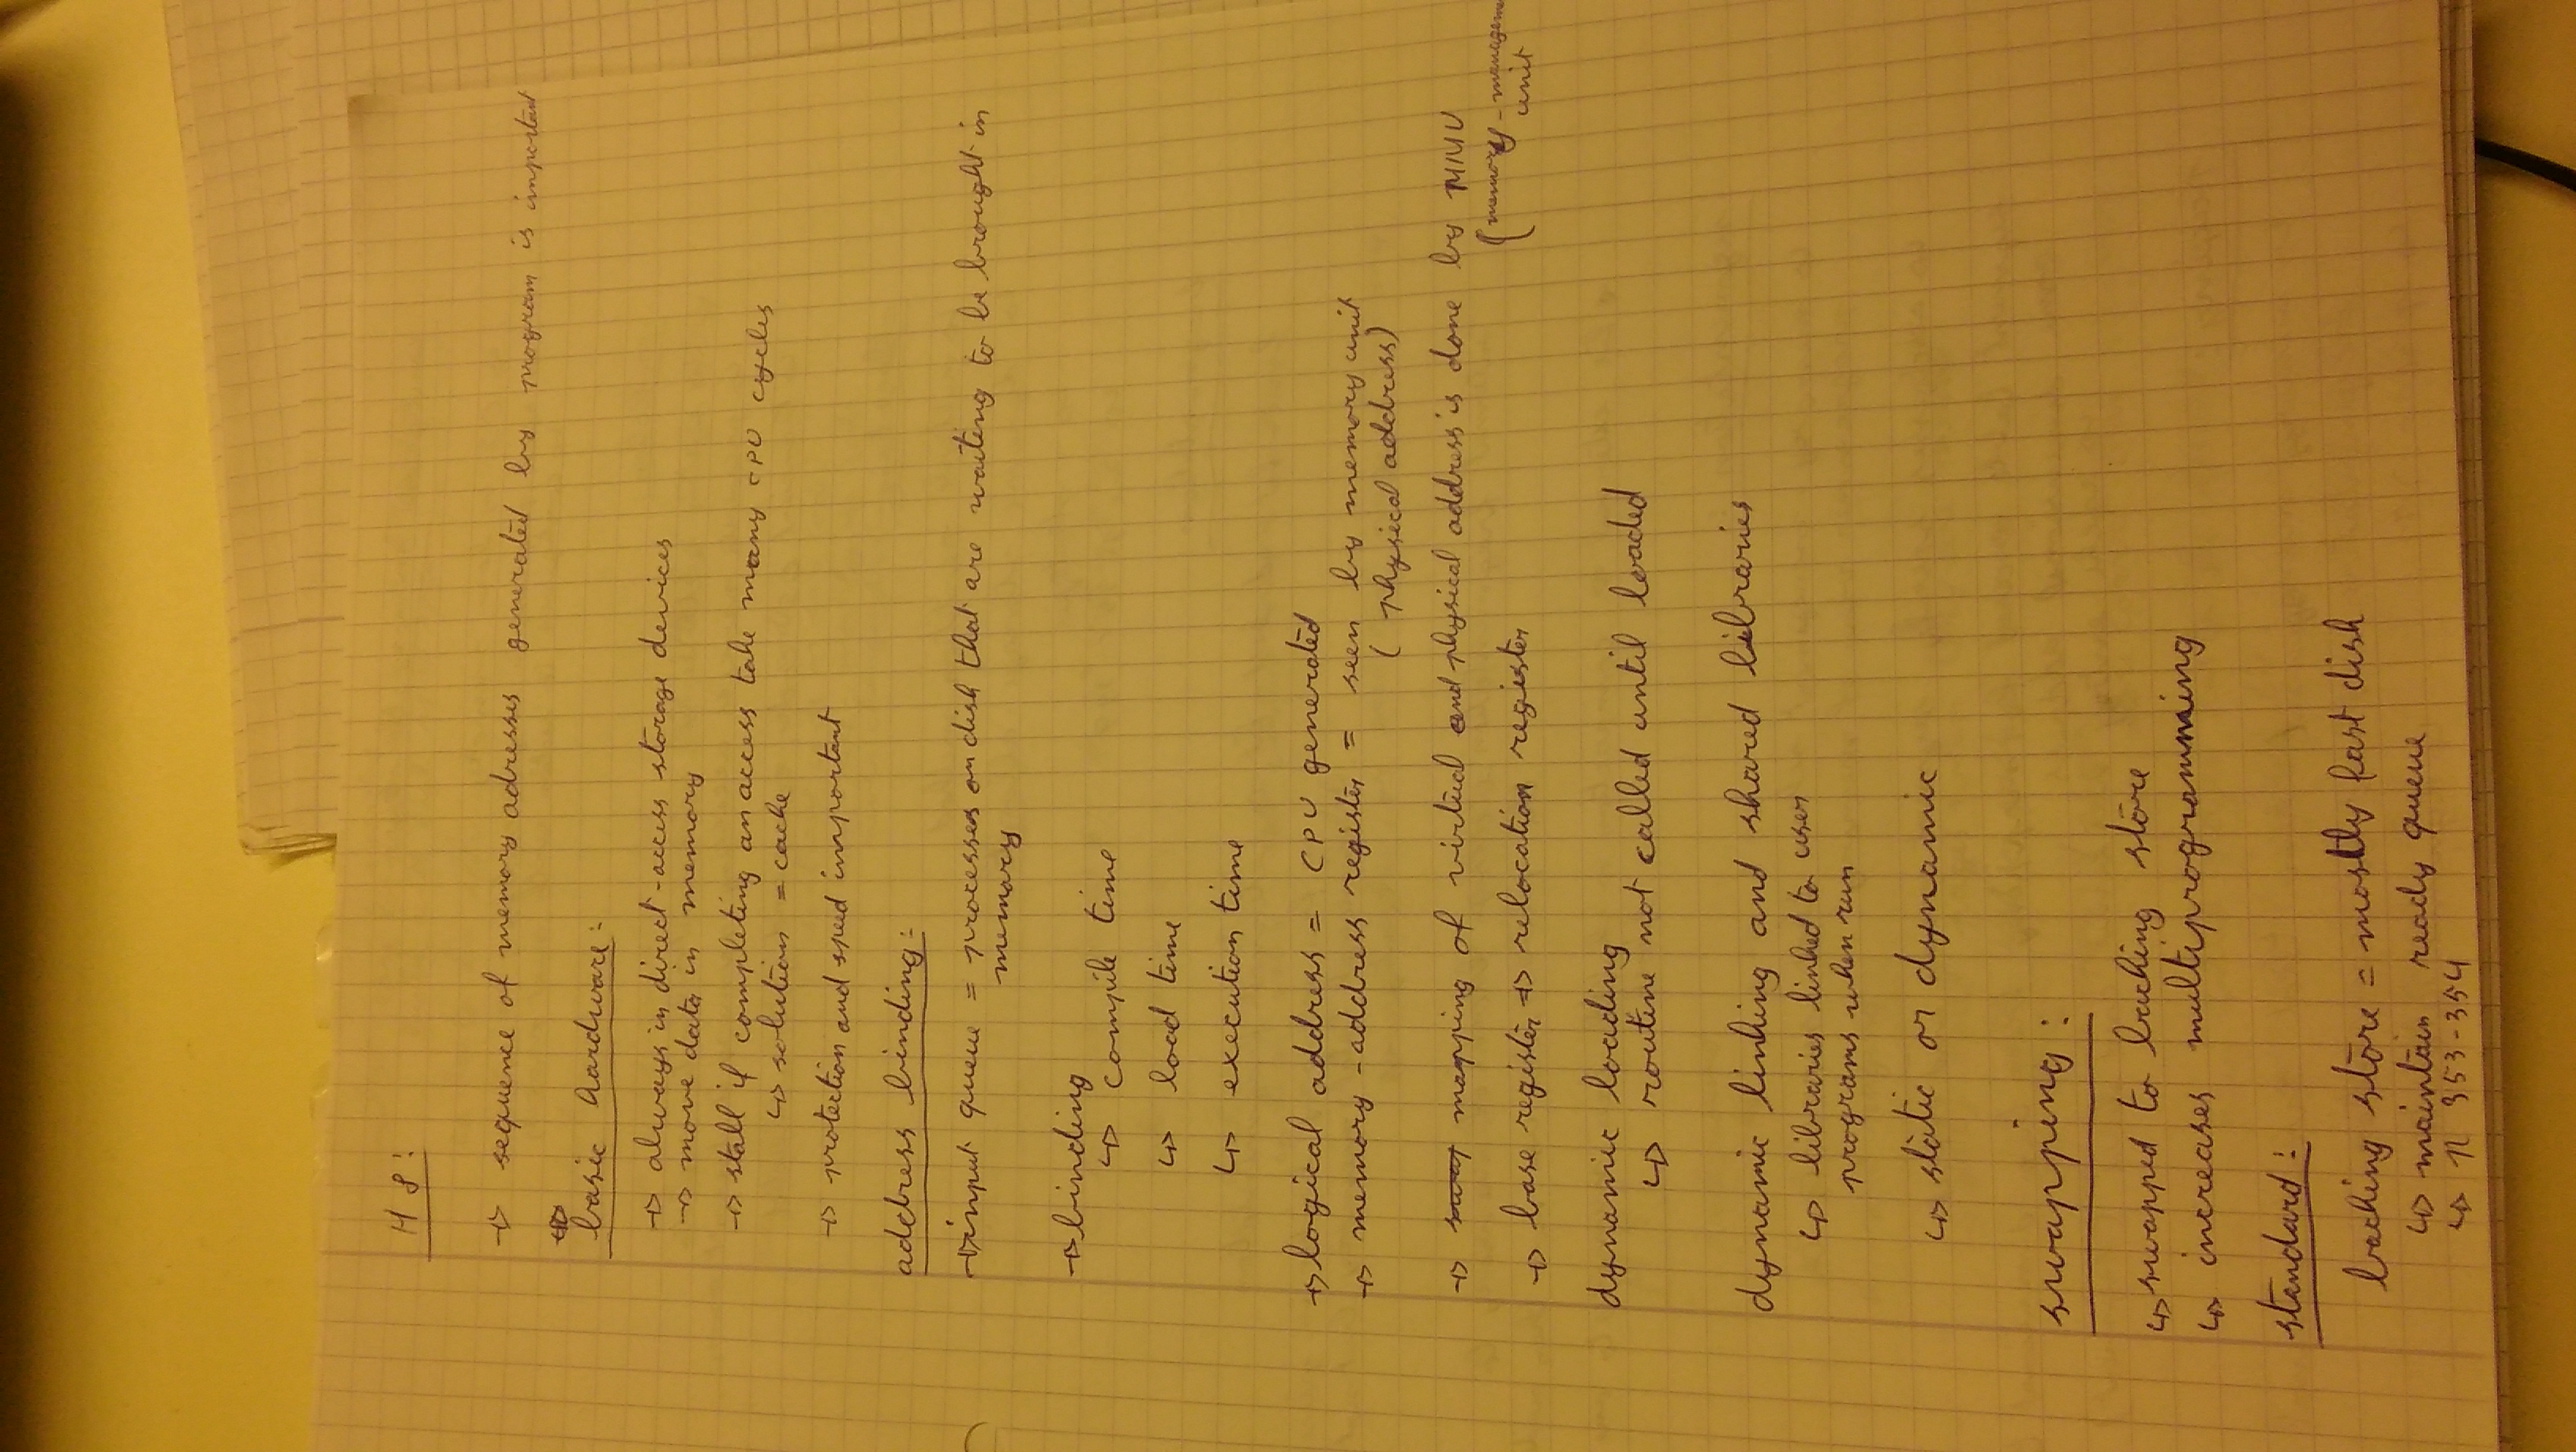 H 8:
→ sequence of memory adresses generated by program is important
basic hardware:
→ always in direct-access storage devices
→ move data in memory
→ stall if completing an access take many CPU cycles
↳ solution = cache
→ protection and speed important
address binding:
→ input queue = processes on disk that are waiting to be brought in
memory
→ binding
↳ compile time
↳ load time
↳ execution time
→ logical address = CPU generated
→ memory-address register = seen by memory unit
(physical address)
→ swap mapping of virtual and physical address is done by MMU
(memory-management
unit
→ base register => relocation register
dynamic loading
↳ routine not called until loaded
dynamic linking and shared libraries
↳ libraries linked to user
programs when run
↳ static or dynamic
swapping:
↳ swapped to backing store
↳ increases multiprogramming
standard:
backing store = mostly fast disk
↳ maintain ready queue
↳ p 353-354